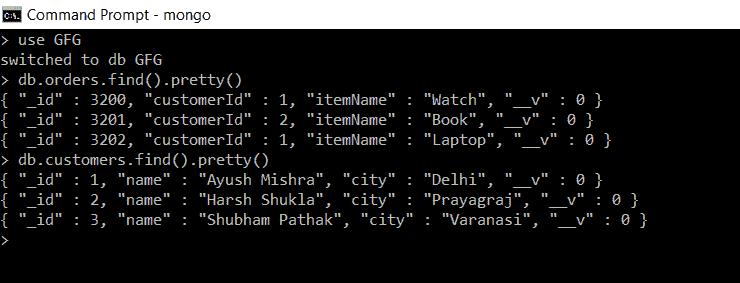 C:\. Command Prompt - mongo
> use GFG
switched to db GFG
> db.orders.find().pretty()
{ "_id" : 3200, "customerId" : 1, "itemName" : "Watch", "__v" : 0 }
{ "_id" : 3201, "customerId" : 2, "itemName" : "Book", "__v" : 0 }
{ "_id" : 3202, "customerId" : 1, "itemName" : "Laptop", "__v" : 0 }
> db.customers.find().pretty()
{ "_id" : 1, "name" : "Ayush Mishra", "city" : "Delhi", "__v" : 0 }
{ "_id" : 2, "name" : "Harsh Shukla", "city" : "Prayagraj", "__v" : 0 }
{ "_id" : 3, "name" : "Shubham Pathak", "city" : "Varanasi", "__v" : 0 }
>